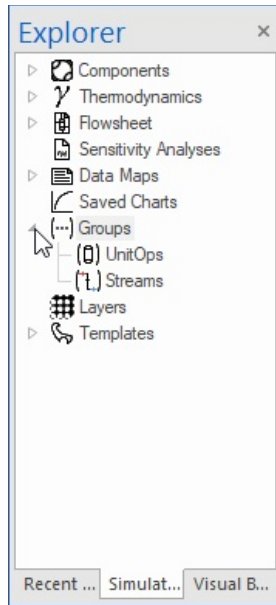 Explorer ×
Components
Thermodynamics
Flowsheet
Sensitivity Analyses
Data Maps
Saved Charts
Groups
UnitOps
Streams
Layers
Templates
Recent ... Simulat... Visual B...